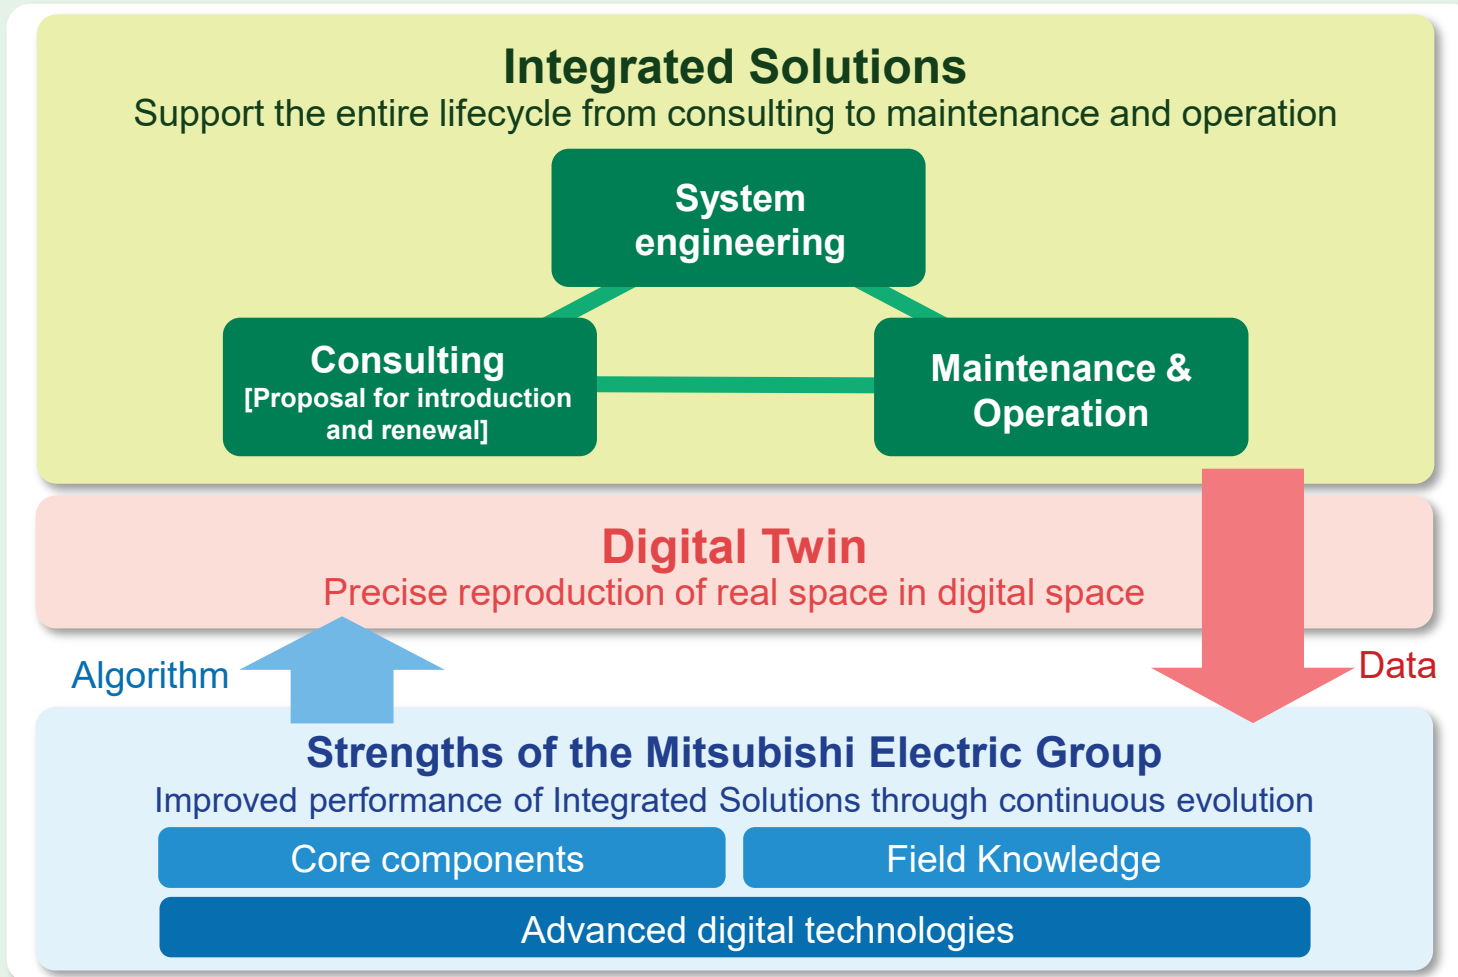 Integrated Solutions
Support the entire lifecycle from consulting to maintenance and operation
System
engineering
Consulting
[Proposal for introduction
and renewal]
Maintenance &
Operation
Digital Twin
Precise reproduction of real space in digital space
Algorithm
Data
Strengths of the Mitsubishi Electric Group
Improved performance of Integrated Solutions through continuous evolution
Core components
Field Knowledge
Advanced digital technologies